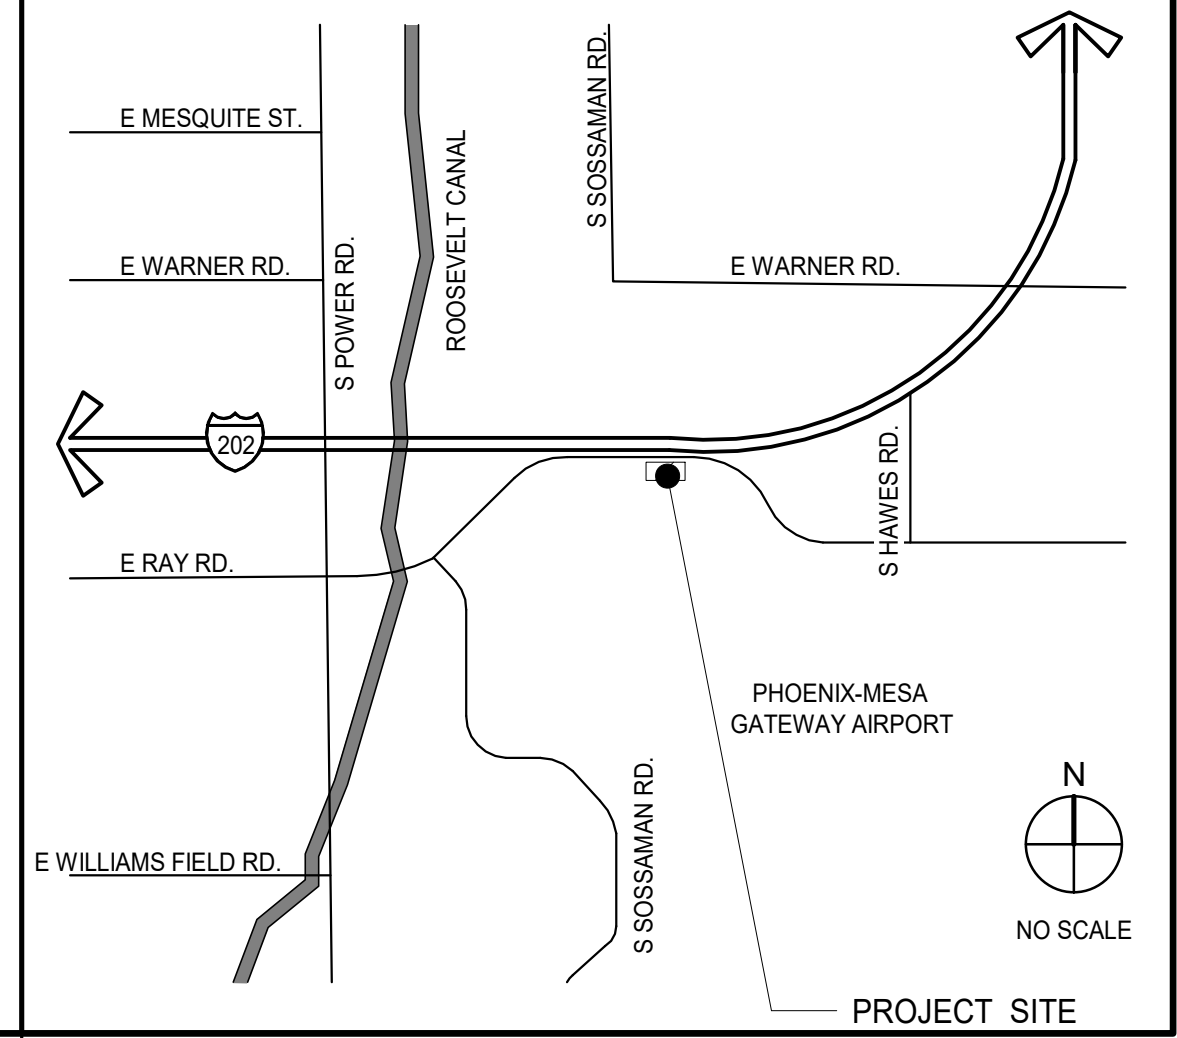 S SOSSAMAN RD.
E MESQUITE ST.
ROOSEVELT CANAL
E WARNER RD.
E WARNER RD.
S POWER RD.
202
S HAWES RD.
E RAY RD.
PHOENIX-MESA
GATEWAY AIRPORT
S SOSSAMAN RD.
N
E WILLIAMS FIELD RD.
NO SCALE
PROJECT SITE